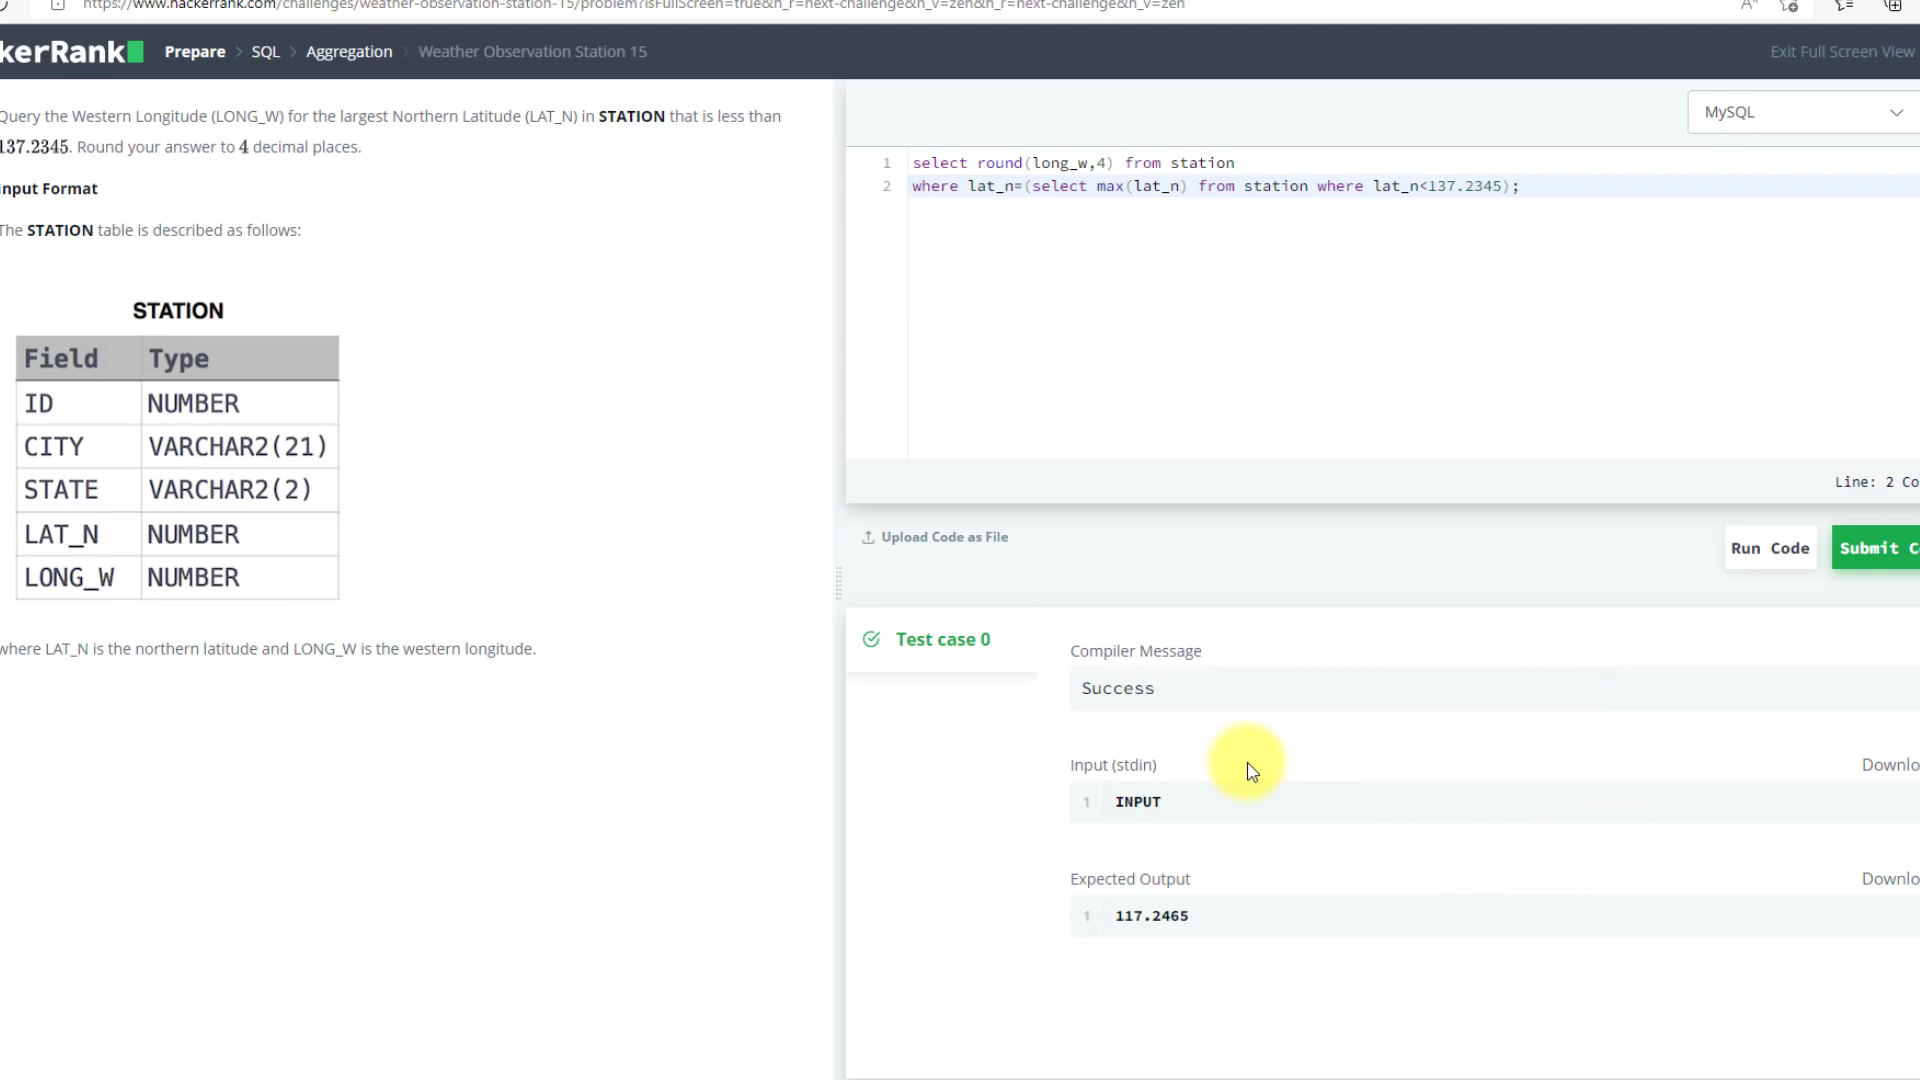 https://www.hackerrank.com/challenges/weather-observation-station-15/problem?isFullScreen=true&h_r=next-challenge&h_v=zen&h_r=next-challenge&h_v=zen
kerRank Prepare > SQL > Aggregation > Weather Observation Station 15 Exit Full Screen View
Query the Western Longitude (LONG_W) for the largest Northern Latitude (LAT_N) in STATION that is less than
137.2345. Round your answer to 4 decimal places.
Input Format
The STATION table is described as follows:
STATION
Field Type
ID NUMBER
CITY VARCHAR2(21)
STATE VARCHAR2(2)
LAT_N NUMBER
LONG_W NUMBER
where LAT_N is the northern latitude and LONG_W is the western longitude.
MySQL
1 select round(long_w,4) from station
2 where lat_n=(select max(lat_n) from station where lat_n<137.2345);
Line: 2 Co
Upload Code as File
Run Code
Submit C
Test case 0
Compiler Message
Success
Input (stdin) Downlo
1 INPUT
Expected Output Downlo
1 117.2465